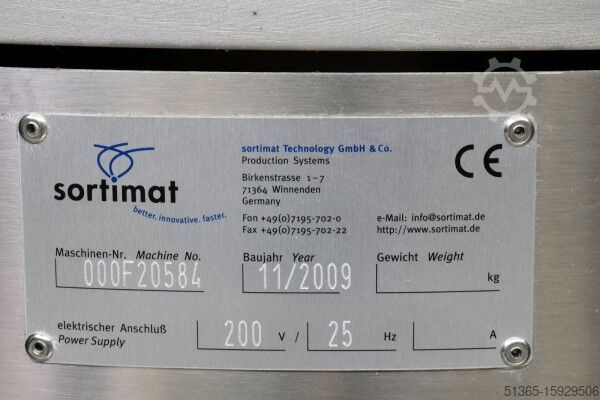 sortimat
better. innovative. faster.
sortimat Technology GmbH & Co.
Production Systems
Birkenstrasse 1-7
71364 Winnenden
Germany
Fon +49(0)7195-702-0
Fax +49(0)7195-702-22
CE
e-Mail: info@sortimat.de
http://www.sortimat.de
Maschinen-Nr. Machine No.
000F20584
Baujahr Year
11/2009
Gewicht Weight
kg
elektrischer Anschluß
Power Supply
200 V / 25 Hz
A
51365-15929506